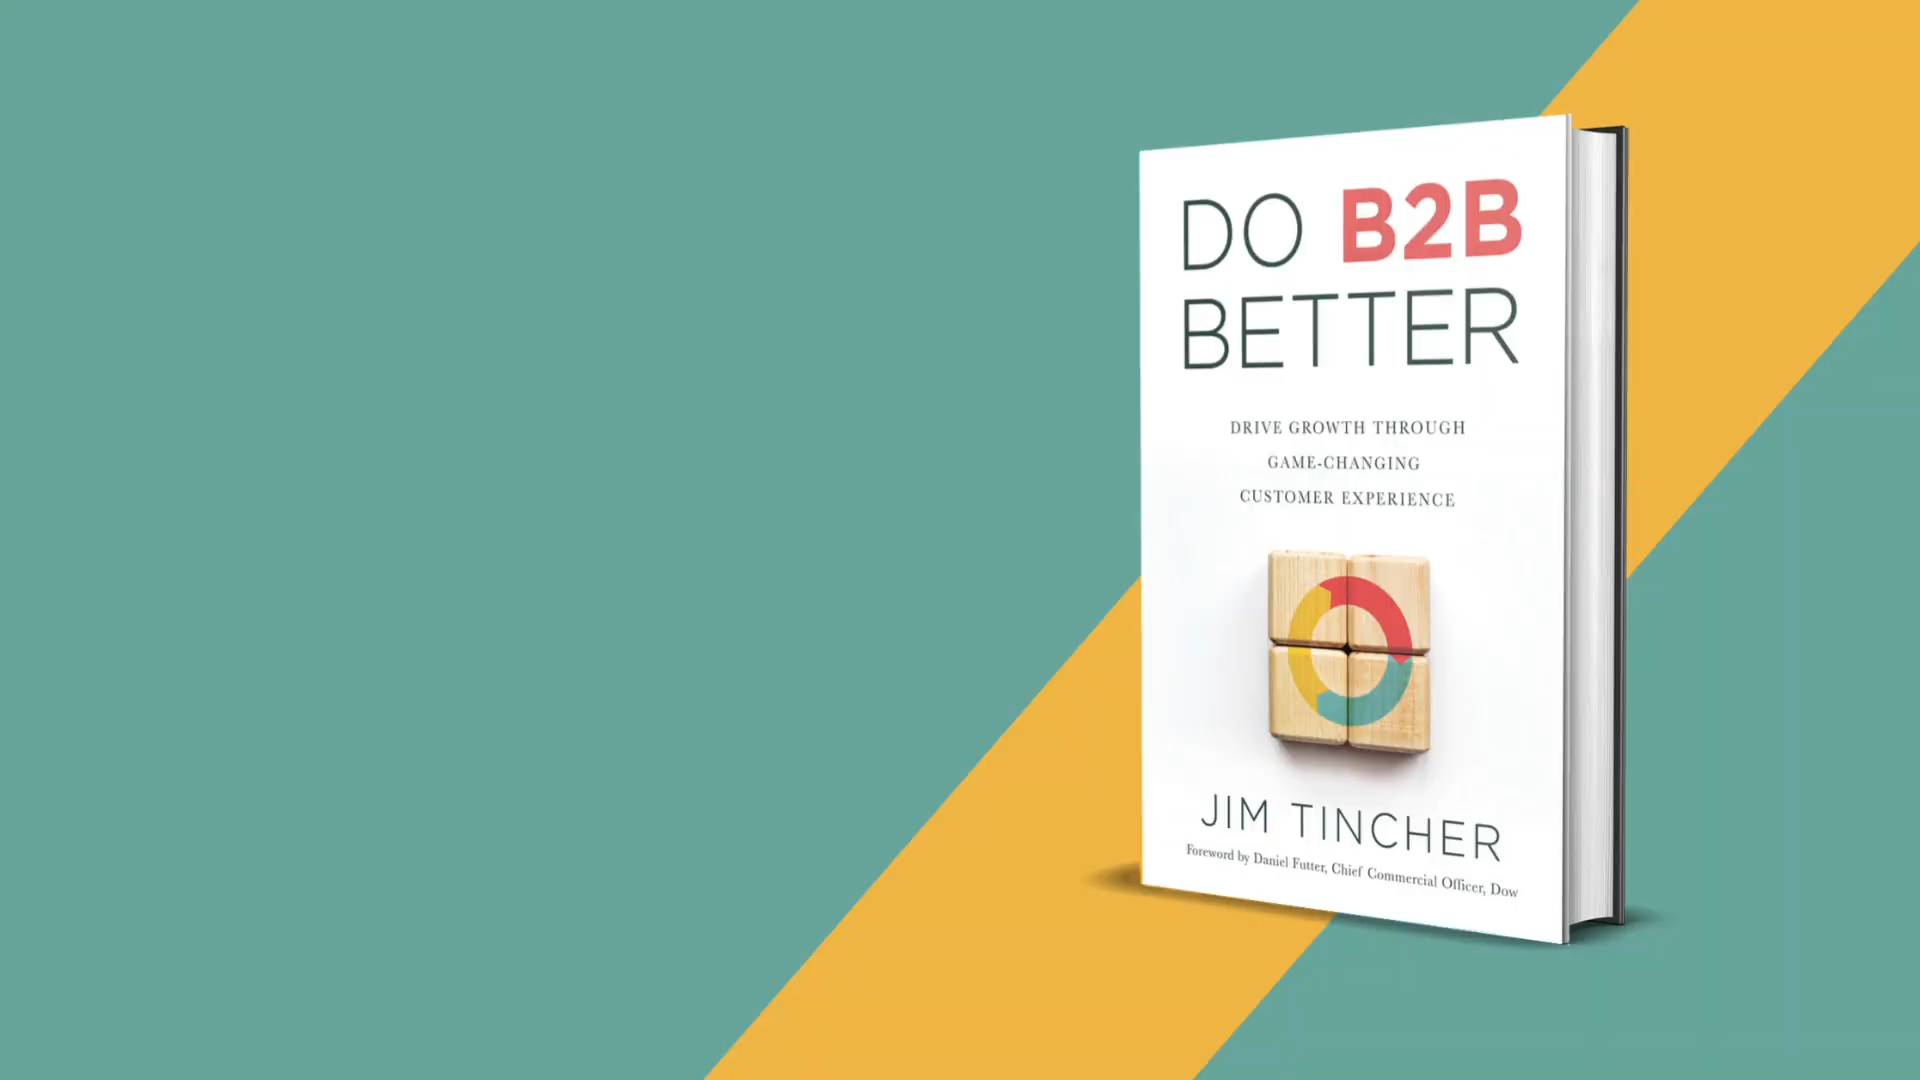 DO B2B
BETTER
DRIVE GROWTH THROUGH
GAME-CHANGING
CUSTOMER EXPERIENCE
JIM TINCHER
Foreword by Daniel Futter, Chief Commercial Officer, Dow